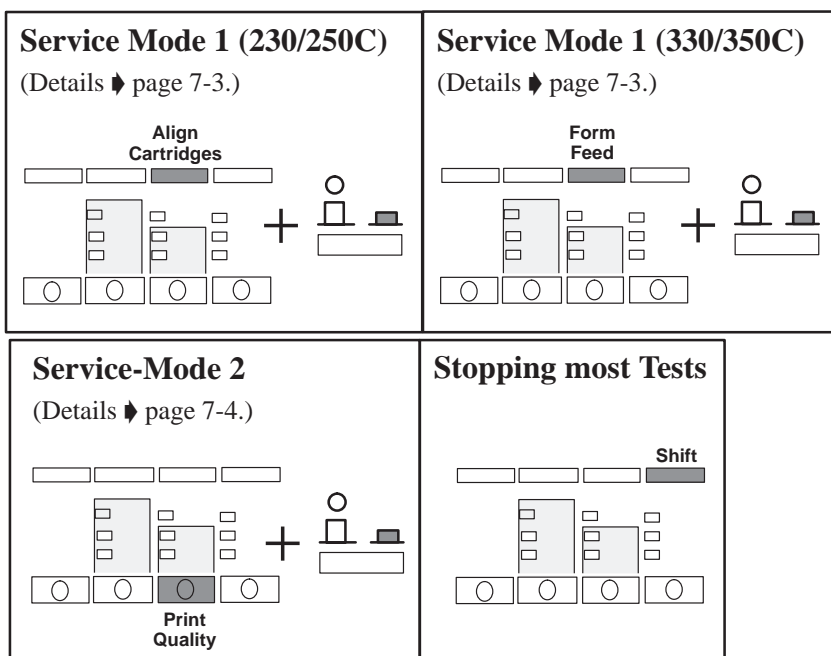 Service Mode 1 (230/250C)
(Details ➧ page 7-3.)
Align
Cartridges
Service Mode 1 (330/350C)
(Details ➧ page 7-3.)
Form
Feed
Service-Mode 2
(Details ➧ page 7-4.)
Print
Quality
Stopping most Tests
Shift